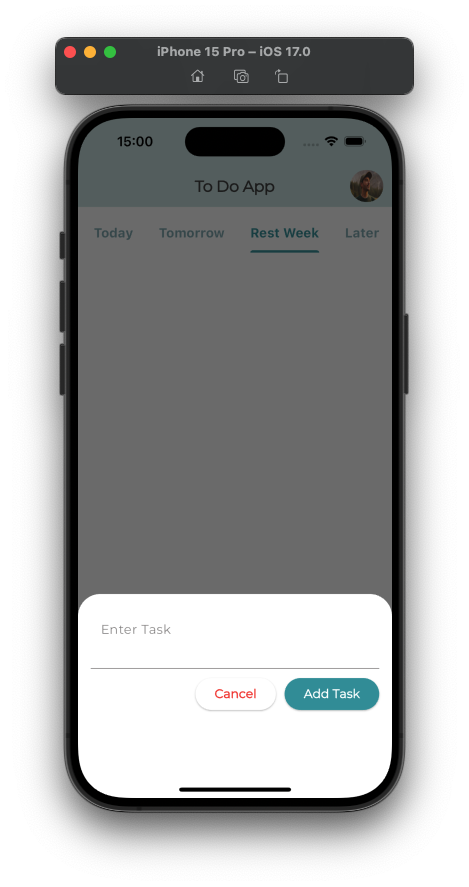 iPhone 15 Pro – iOS 17.0
15:00
To Do App
Today Tomorrow Rest Week Later
Enter Task
Cancel Add Task